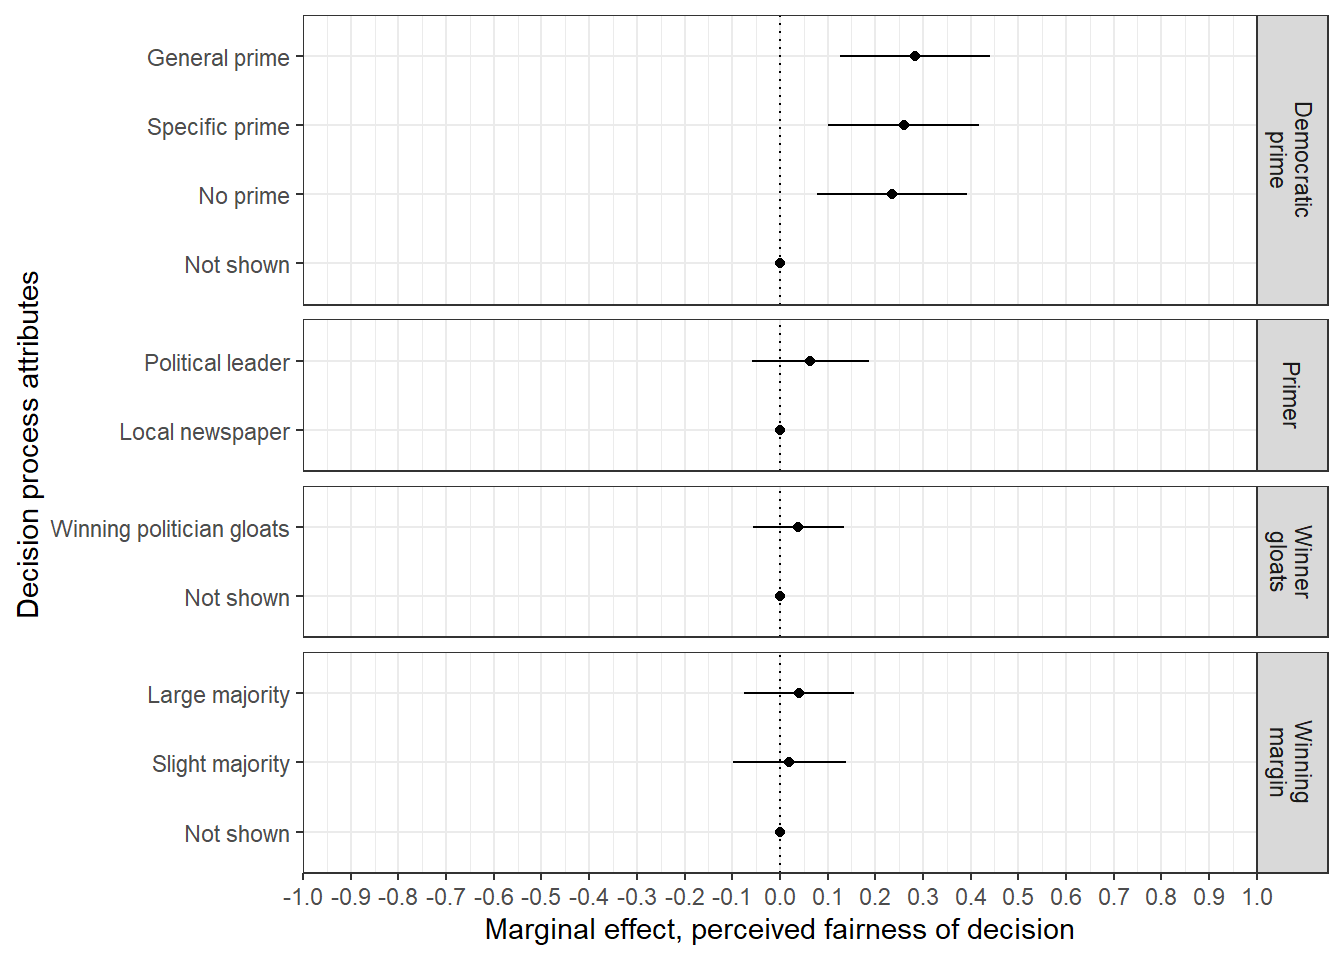 Decision process attributes
General prime
Specific prime
No prime
Not shown
Democratic
prime
Political leader
Local newspaper
Primer
Winning politician gloats
Not shown
Winner
gloats
Large majority
Slight majority
Not shown
Winning
margin
-1.0 -0.9 -0.8 -0.7 -0.6 -0.5 -0.4 -0.3 -0.2 -0.1 0.0 0.1 0.2 0.3 0.4 0.5 0.6 0.7 0.8 0.9 1.0
Marginal effect, perceived fairness of decision